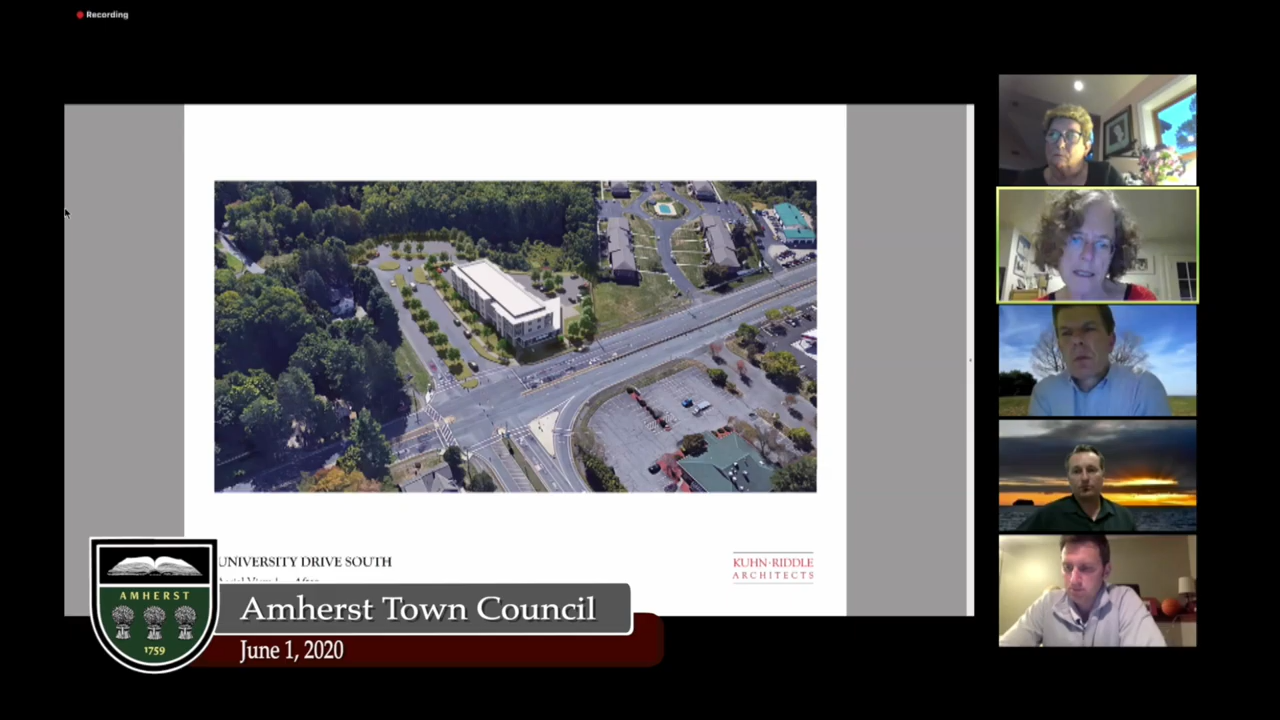 Recording
UNIVERSITY DRIVE SOUTH
KUHN·RIDDLE
ARCHITECTS
AMHERST
1759
Amherst Town Council
June 1, 2020